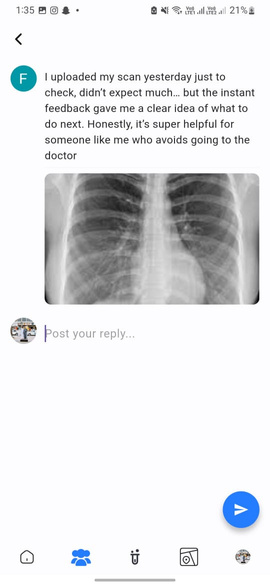 1:35
21%
F
I uploaded my scan yesterday just to
check, didn't expect much... but the instant
feedback gave me a clear idea of what to
do next. Honestly, it's super helpful for
someone like me who avoids going to the
doctor
Post your reply...